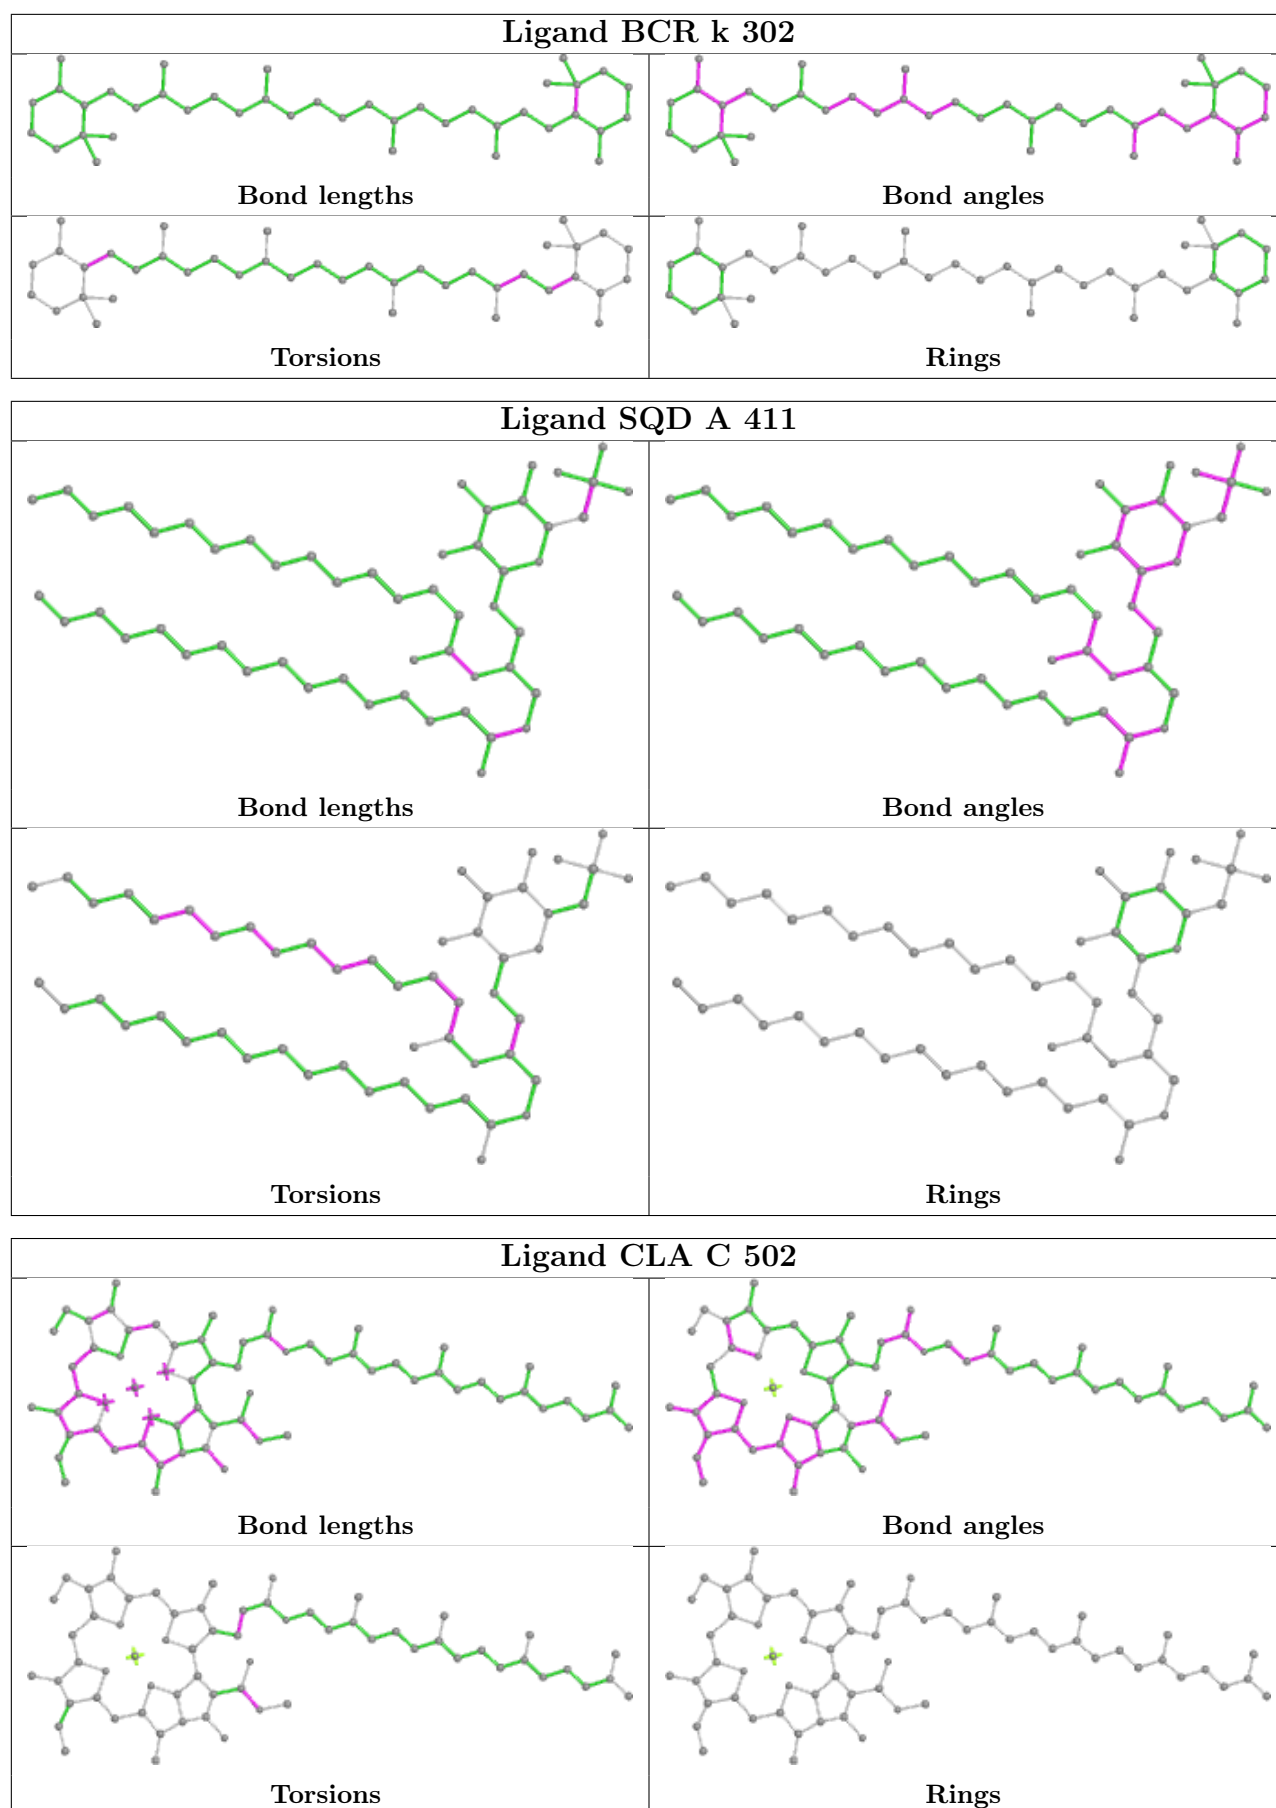 Ligand BCR k 302
Bond lengths
Bond angles
Torsions
Rings
Ligand SQD A 411
Bond lengths
Bond angles
Torsions
Rings
Ligand CLA C 502
Bond lengths
Bond angles
Torsions
Rings